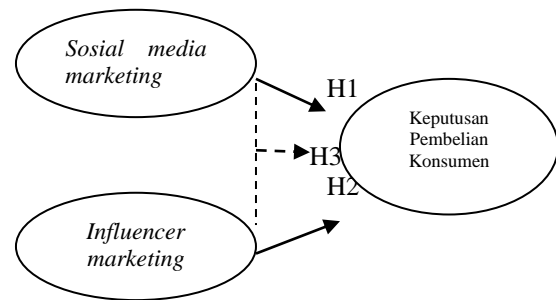 Sosial media
marketing
H1
Keputusan
Pembelian
Konsumen
H3
H2
Influencer
marketing